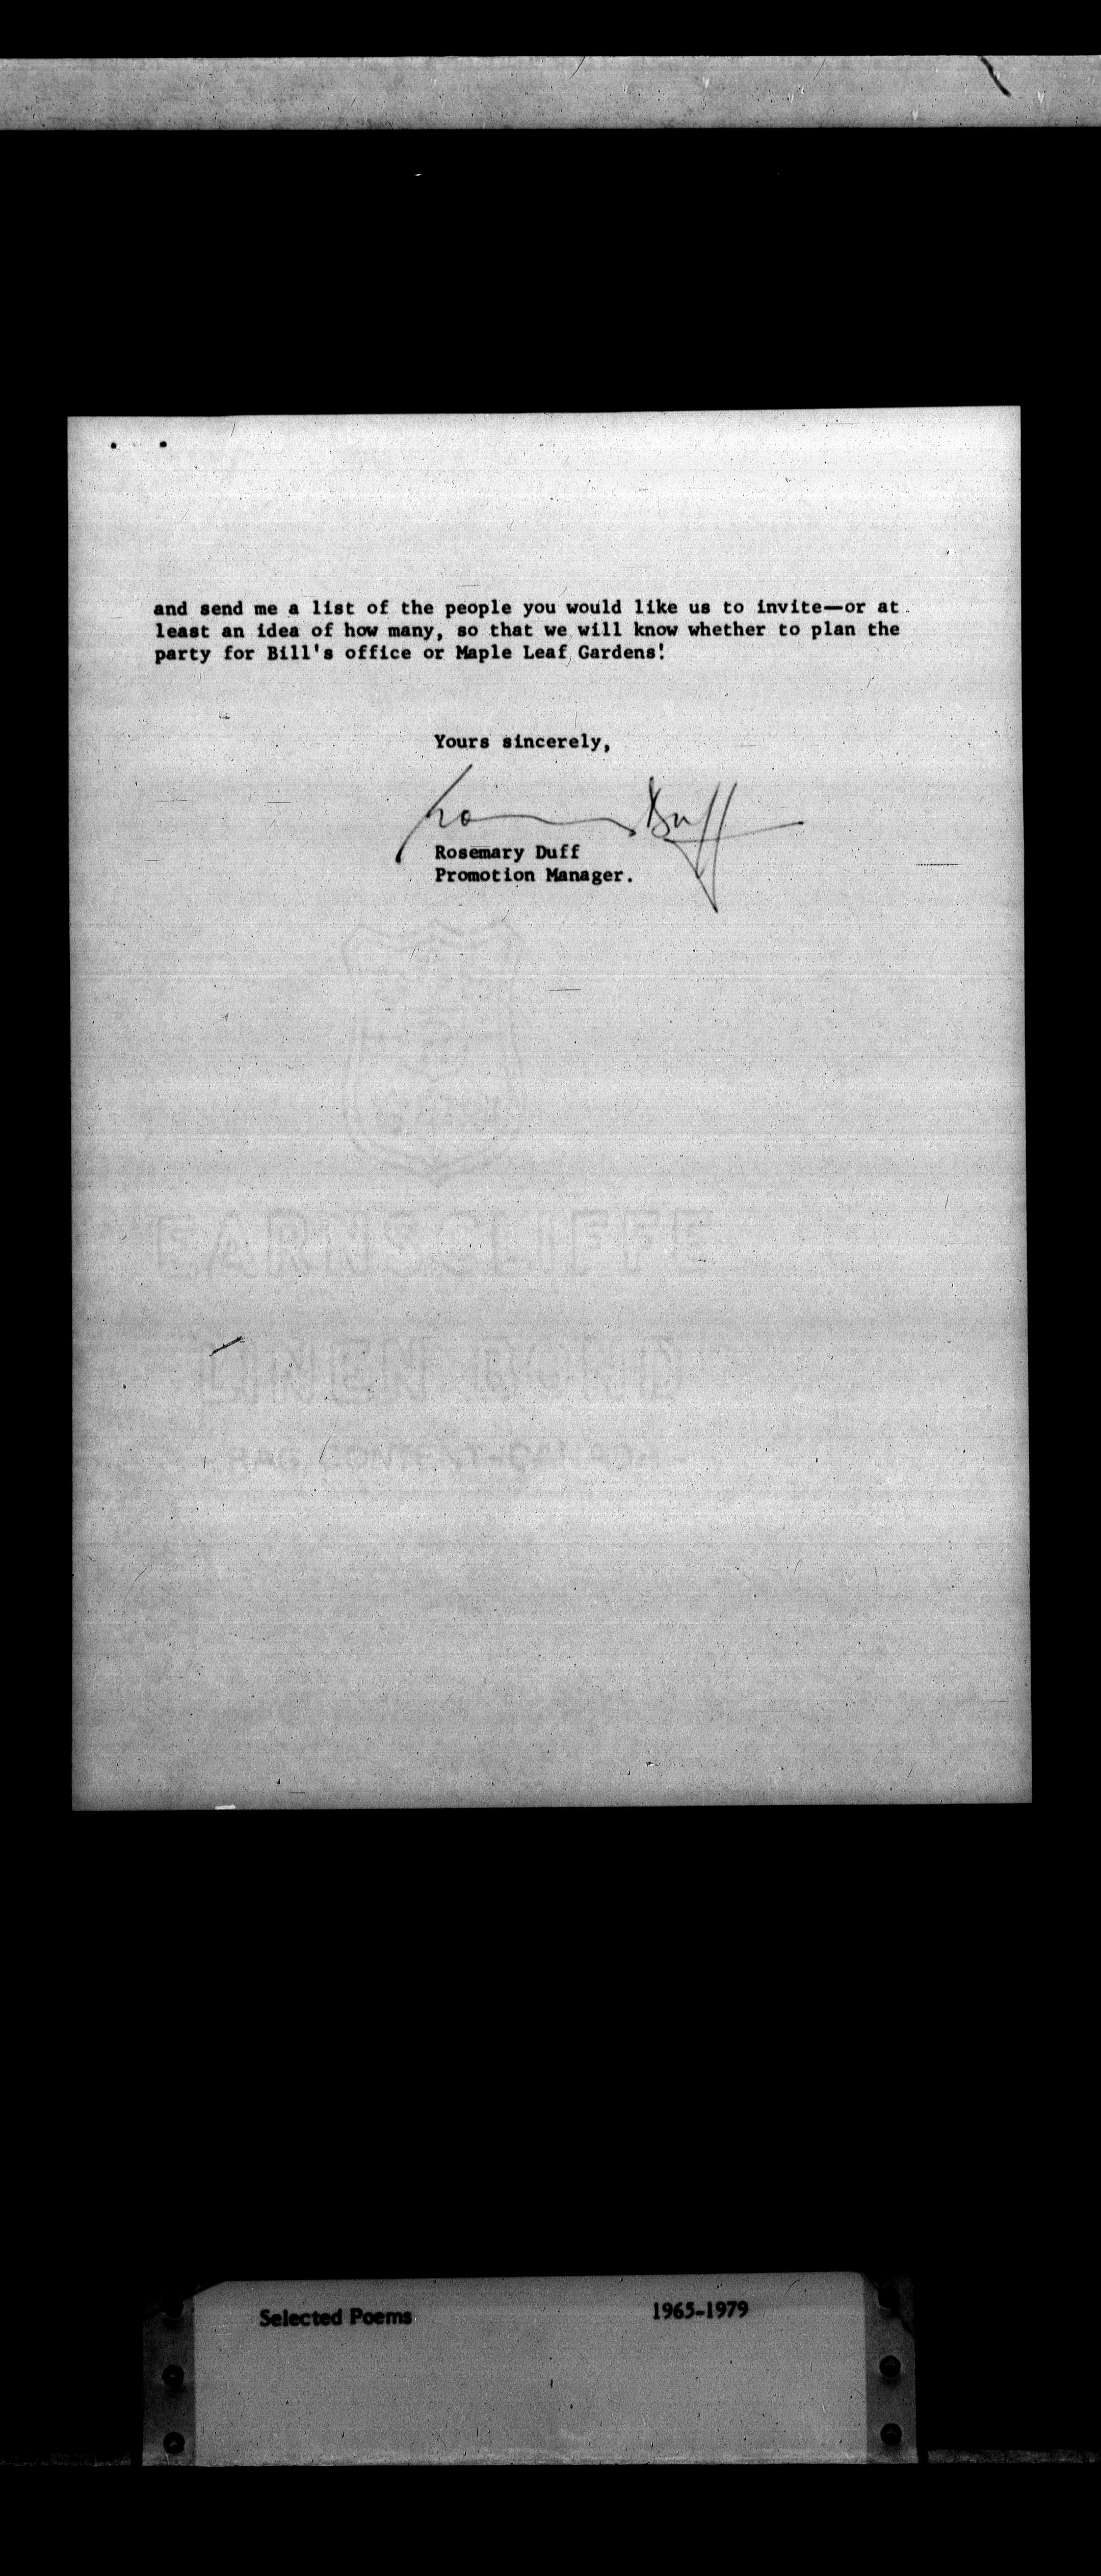 and send me a list of the people you would like us to invite—or at
least an idea of how many, so that we will know whether to plan the
party for Bill's office or Maple Leaf Gardens!
Yours sincerely,
Rosemary Duff
Promotion Manager.
EARNSCLIFFE
LINEN BOND
RAG CONTENT-CANADA
Selected Poems 1965-1979